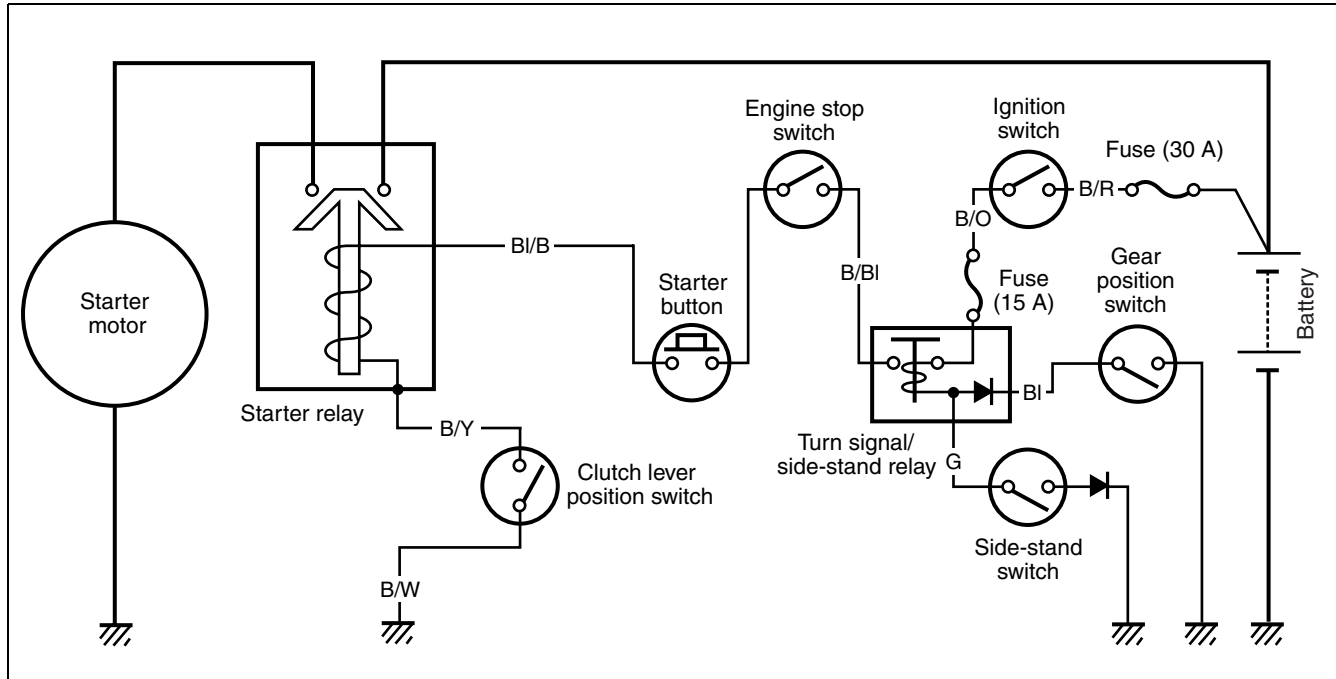 Engine stop
switch
Ignition
switch
Fuse (30 A)
B/R
B/O
Bl/B
B/Bl
Gear
position
switch
Starter
button
Fuse
(15 A)
Starter
motor
Battery
Bl
Starter relay
B/Y
Turn signal/
side-stand relay
G
Clutch lever
position switch
Side-stand
switch
B/W